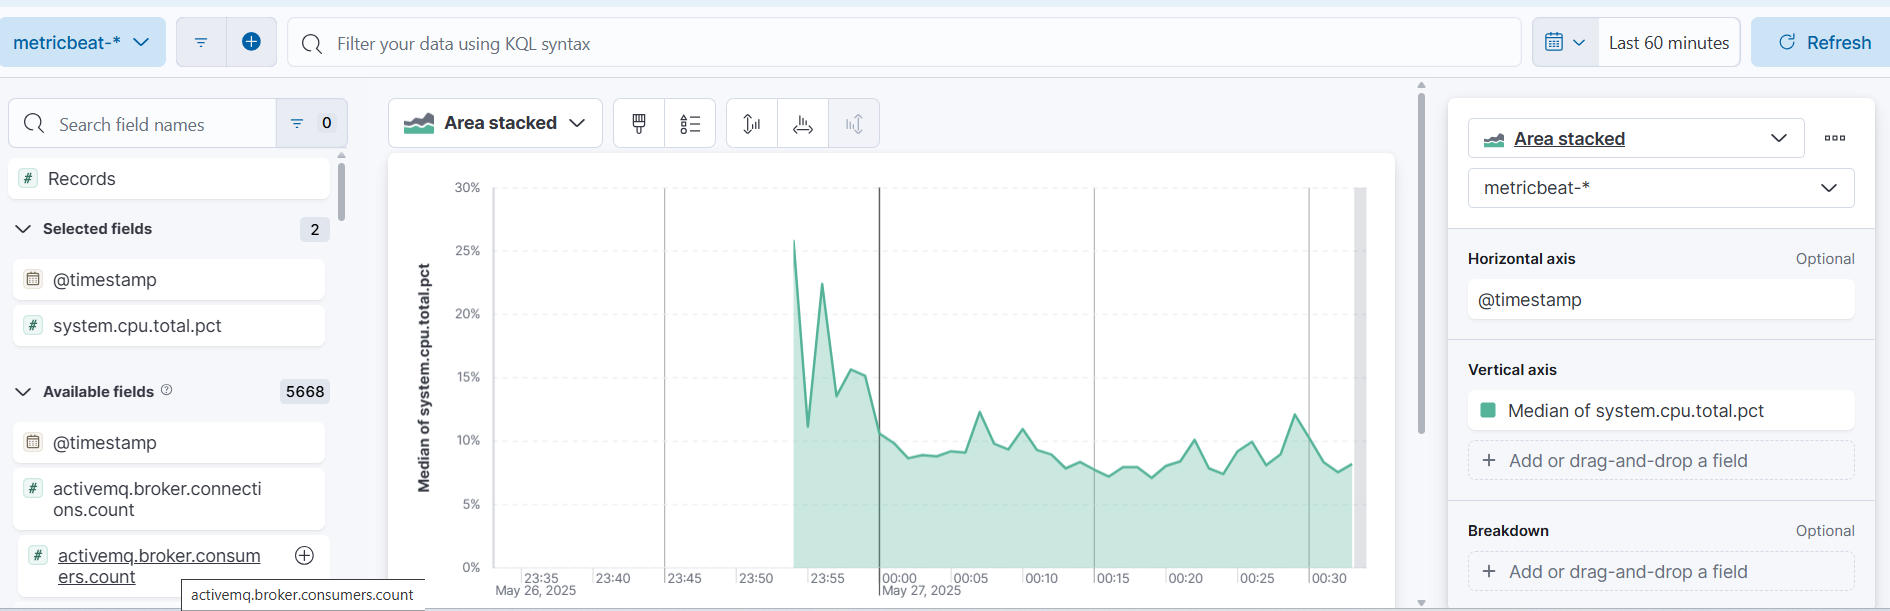 metricbeat-*
Filter your data using KQL syntax
Last 60 minutes
Refresh
Search field names
0
# Records
Selected fields
2
@timestamp
# system.cpu.total.pct
Available fields
5668
@timestamp
# activemq.broker.connecti
ons.count
# activemq.broker.consum
ers.count
activemq.broker.consumers.count
Area stacked
Median of system.cpu.total.pct
30%
25%
20%
15%
10%
5%
0%
23:35
23:40
23:45
23:50
23:55
00:00
00:05
00:10
00:15
00:20
00:25
00:30
May 26, 2025
May 27, 2025
Area stacked
metricbeat-*
Horizontal axis
Optional
@timestamp
Vertical axis
Median of system.cpu.total.pct
+ Add or drag-and-drop a field
Breakdown
Optional
+ Add or drag-and-drop a field